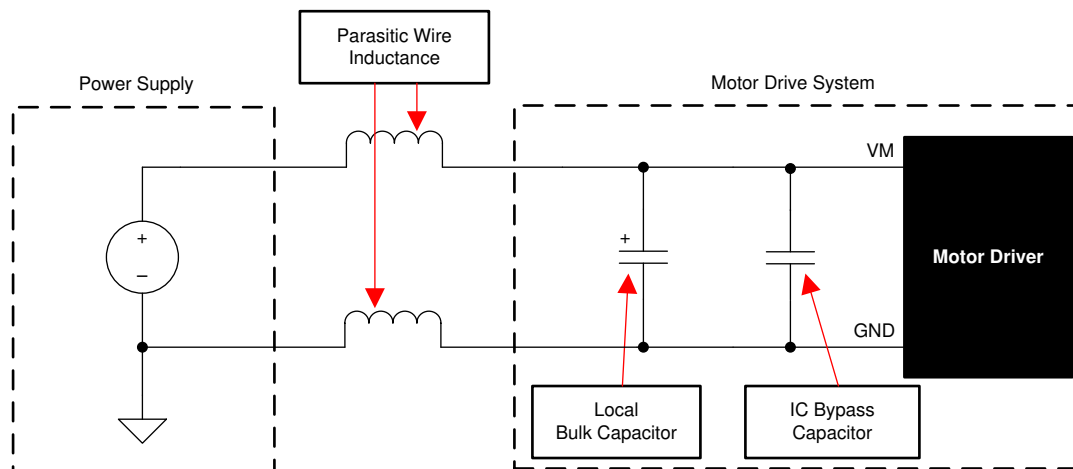 Parasitic Wire
Inductance
Power Supply
Motor Drive System
VM
+
+
–
Motor Driver
GND
Local
Bulk Capacitor
IC Bypass
Capacitor